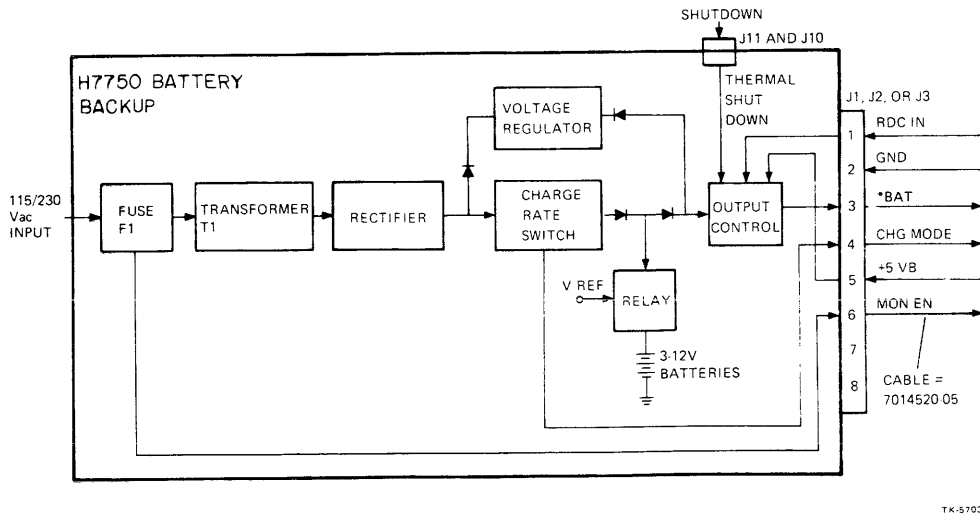 SHUTDOWN
J11 AND J10
H7750 BATTERY
BACKUP
THERMAL
SHUT
DOWN
J1, J2, OR J3
VOLTAGE
REGULATOR
115/230
Vac
INPUT
FUSE
F1
TRANSFORMER
T1
RECTIFIER
CHARGE
RATE
SWITCH
OUTPUT
CONTROL
V REF
RELAY
3-12V
BATTERIES
1 RDC IN
2 GND
3 *BAT
4 CHG MODE
5 +5 VB
6 MON EN
7
8
CABLE =
7014520-05